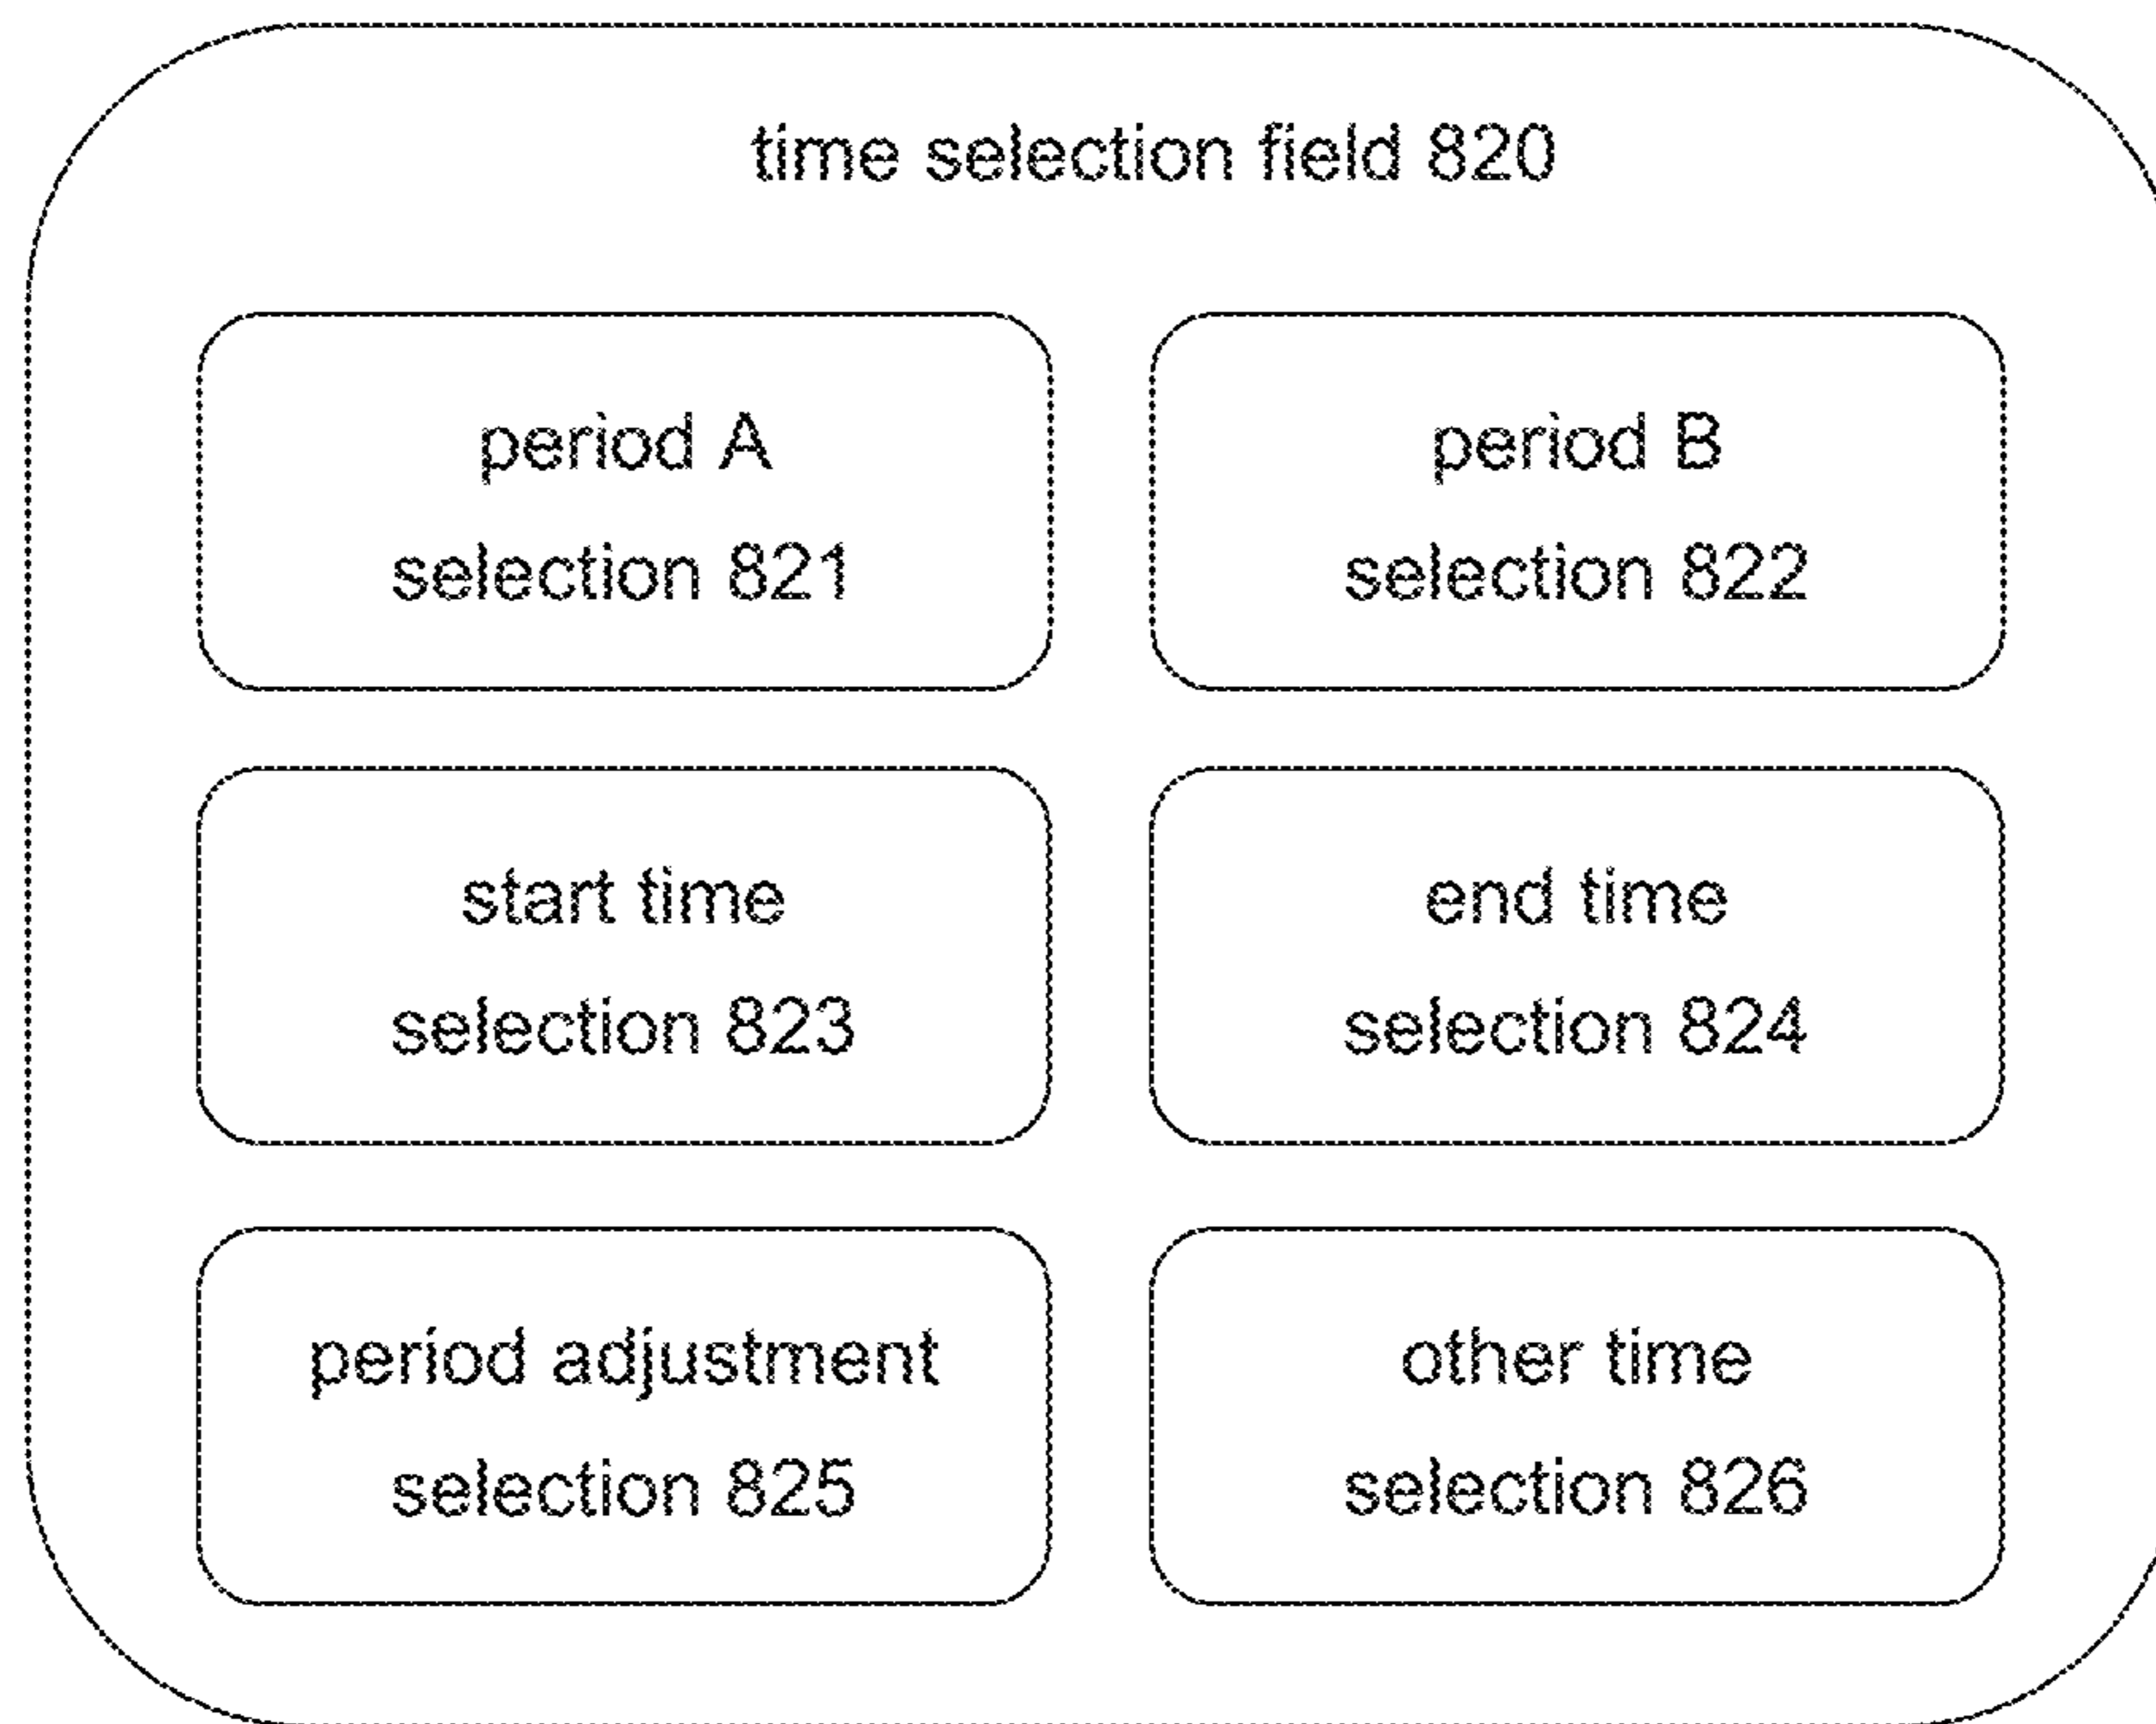 time selection field 820
period A
selection 821
period B
selection 822
start time
selection 823
end time
selection 824
period adjustment
selection 825
other time
selection 826